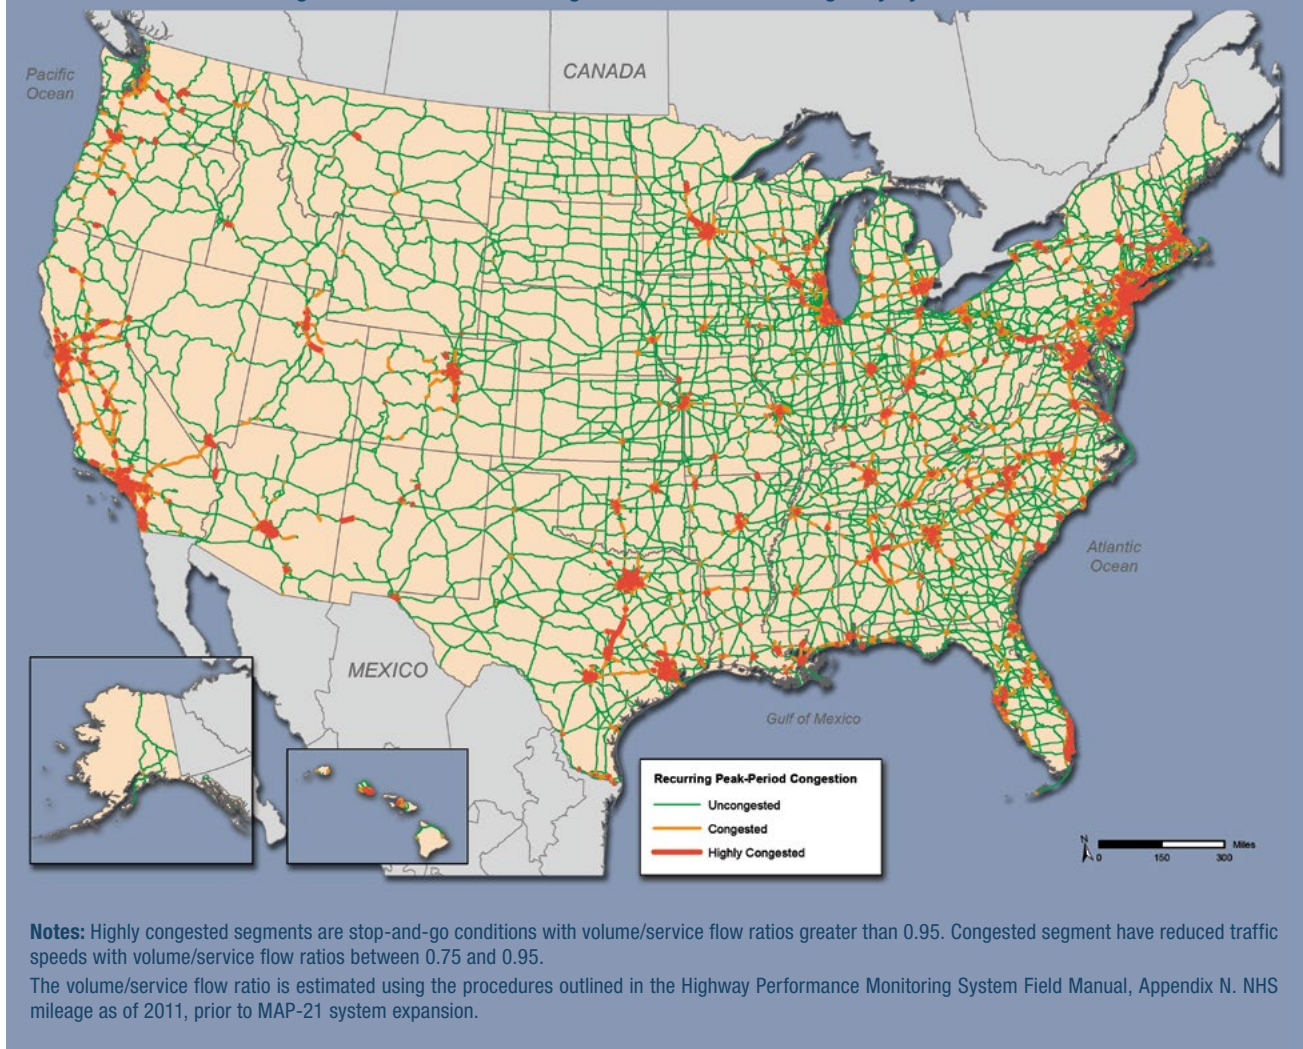 Pacific
Ocean
CANADA
Atlantic
Ocean
MEXICO
Gulf of Mexico
Recurring Peak-Period Congestion
Uncongested
Congested
Highly Congested
N
0 150 300 Miles
Notes: Highly congested segments are stop-and-go conditions with volume/service flow ratios greater than 0.95. Congested segment have reduced traffic
speeds with volume/service flow ratios between 0.75 and 0.95.
The volume/service flow ratio is estimated using the procedures outlined in the Highway Performance Monitoring System Field Manual, Appendix N. NHS
mileage as of 2011, prior to MAP-21 system expansion.